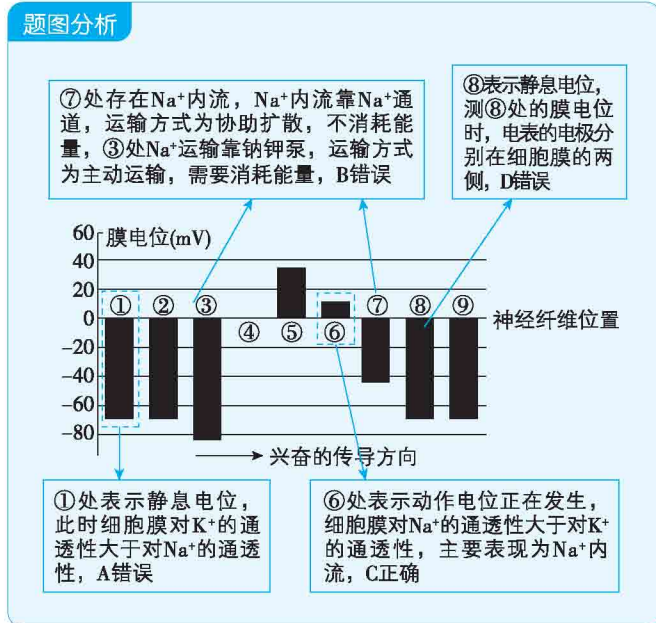 题图分析
⑦处存在Na⁺内流，Na⁺内流靠Na⁺通
道，运输方式为协助扩散，不消耗能
量，③处Na⁺运输靠钠钾泵，运输方式
为主动运输，需要消耗能量，B错误
⑧表示静息电位，
测⑧处的膜电位
时，电表的电极分
别在细胞膜的两
侧，D错误
膜电位(mV)
60
40
20
0
-20
-40
-60
-80
① ② ③ ④ ⑤ ⑥ ⑦ ⑧ ⑨
神经纤维位置
兴奋的传导方向
①处表示静息电位，
此时细胞膜对K⁺的通
透性大于对Na⁺的通透
性，A错误
⑥处表示动作电位正在发生，
细胞膜对Na⁺的通透性大于对K⁺
的通透性，主要表现为Na⁺内
流，C正确